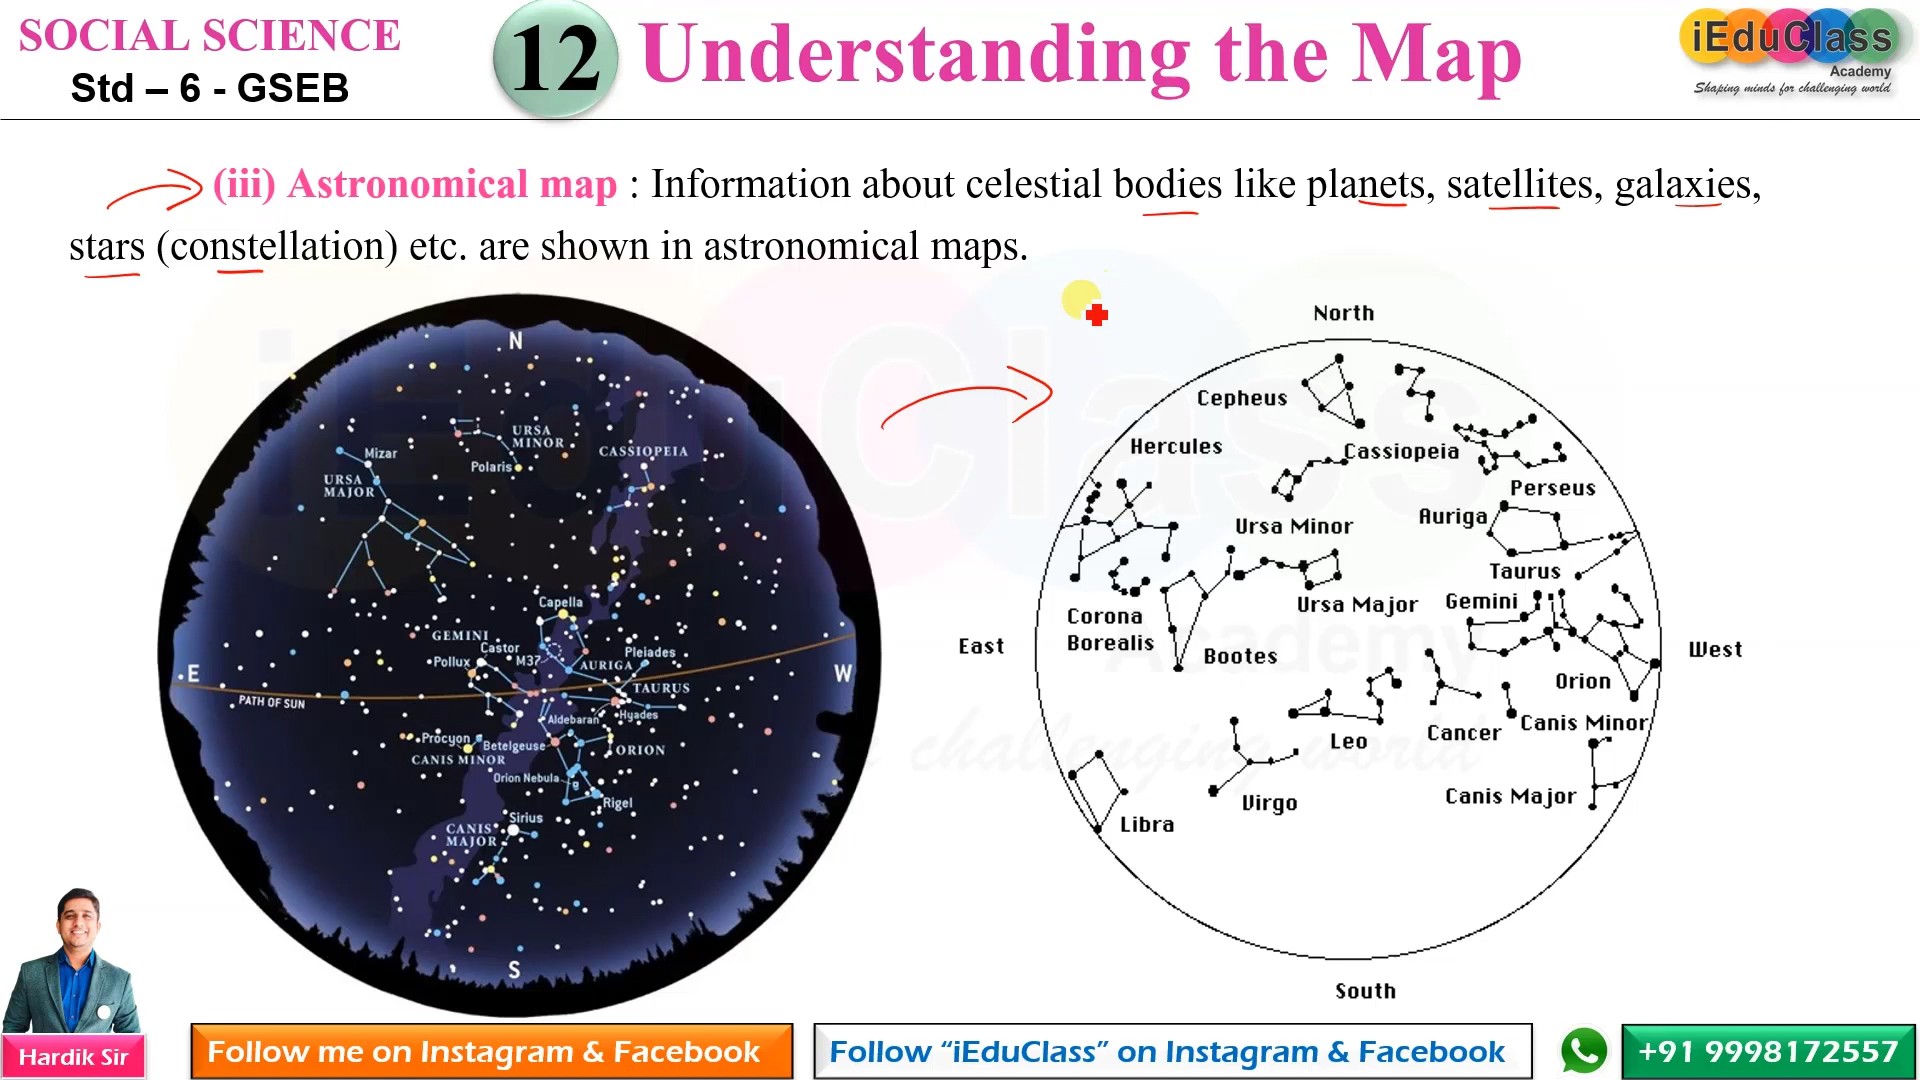 SOCIAL SCIENCE
Std – 6 - GSEB
12
Understanding the Map
iEduClass
Academy
Shaping minds for challenging world
(iii) Astronomical map : Information about celestial bodies like planets, satellites, galaxies,
stars (constellation) etc. are shown in astronomical maps.
N
URSA
MINOR
Polaris
CASSIOPEIA
Mizar
URSA
MAJOR
Capella
GEMINI
Castor
Pollux
M37
Pleiades
AURIGA
E
W
TAURUS
PATH OF SUN
Aldebaran
Hyades
Procyon
Betelgeuse
ORION
CANIS MINOR
Orion Nebula
Rigel
Sirius
CANIS
MAJOR
S
North
Cepheus
Hercules
Cassiopeia
Perseus
Auriga
Ursa Minor
Taurus
Ursa Major
Gemini
Corona
Borealis
East
West
Bootes
Orion
Canis Minor
Cancer
Leo
Canis Major
Virgo
Libra
South
Hardik Sir
Follow me on Instagram & Facebook
Follow “iEduClass” on Instagram & Facebook
+91 9998172557